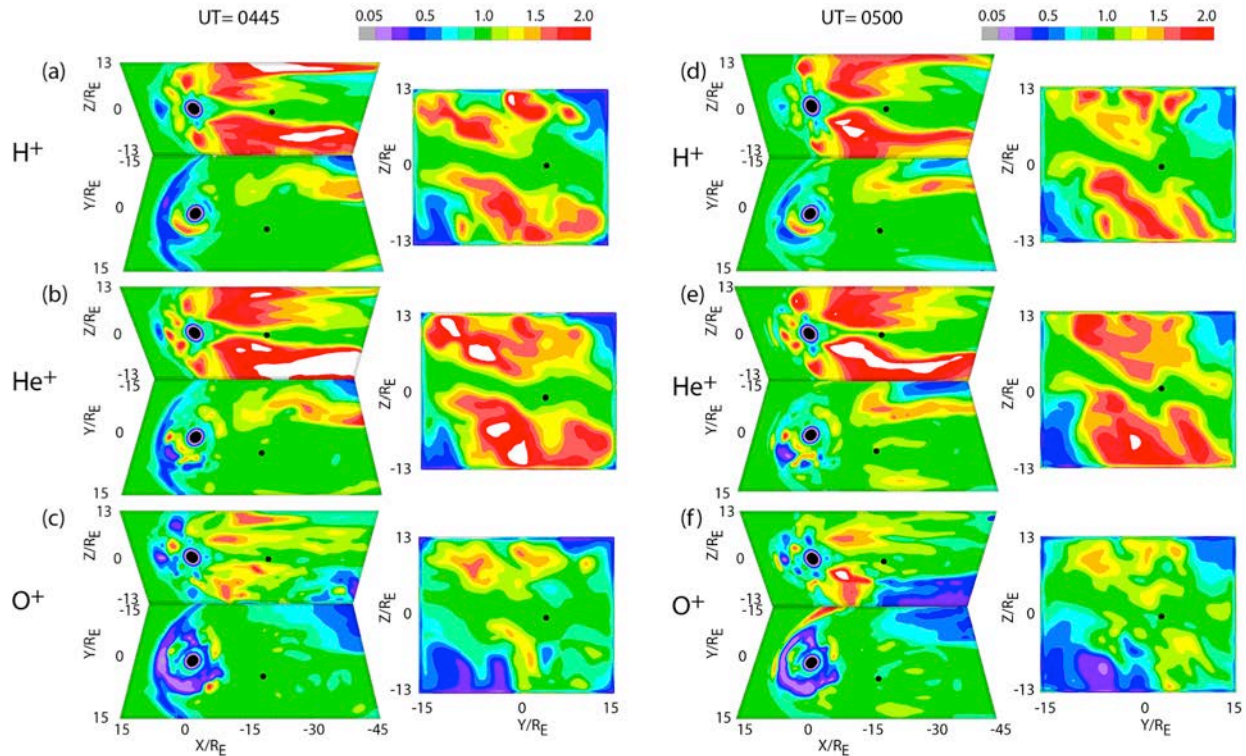 UT= 0445
0.05 0.5 1.0 1.5 2.0
UT= 0500
0.05 0.5 1.0 1.5 2.0
(a)
H+
13
Z/RE
0
-13
-15
Y/RE
0
15
13
Z/RE
0
-13
(d)
H+
13
Z/RE
0
-13
-15
Y/RE
0
15
13
Z/RE
0
-13
(b)
He+
13
Z/RE
0
-13
-15
Y/RE
0
15
13
Z/RE
0
-13
(e)
He+
13
Z/RE
0
-13
-15
Y/RE
0
15
13
Z/RE
0
-13
(c)
O+
13
Z/RE
0
-13
-15
Y/RE
0
15
15 0 -15 -30 -45
X/RE
13
Z/RE
0
-13
-15 0 15
Y/RE
(f)
O+
13
Z/RE
0
-13
-15
Y/RE
0
15
15 0 -15 -30 -45
X/RE
13
Z/RE
0
-13
-15 0 15
Y/RE